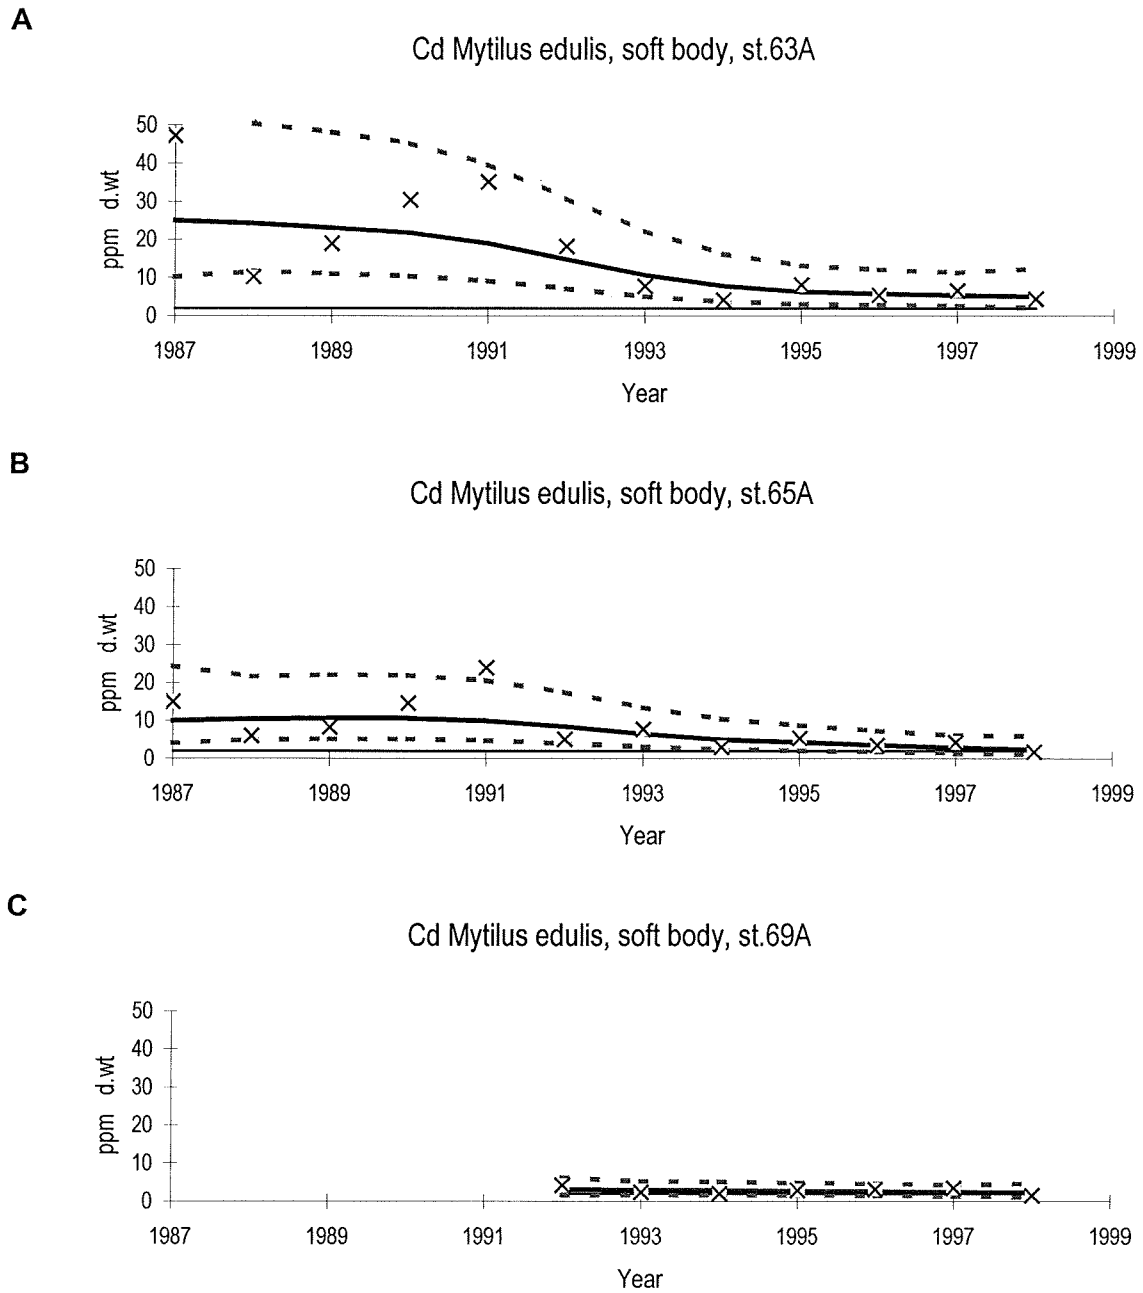 A
Cd Mytilus edulis, soft body, st.63A
50
40
30
20
10
0
ppm d.wt
1987 1989 1991 1993 1995 1997 1999
Year
B
Cd Mytilus edulis, soft body, st.65A
50
40
30
20
10
0
ppm d.wt
1987 1989 1991 1993 1995 1997 1999
Year
C
Cd Mytilus edulis, soft body, st.69A
50
40
30
20
10
0
ppm d.wt
1987 1989 1991 1993 1995 1997 1999
Year